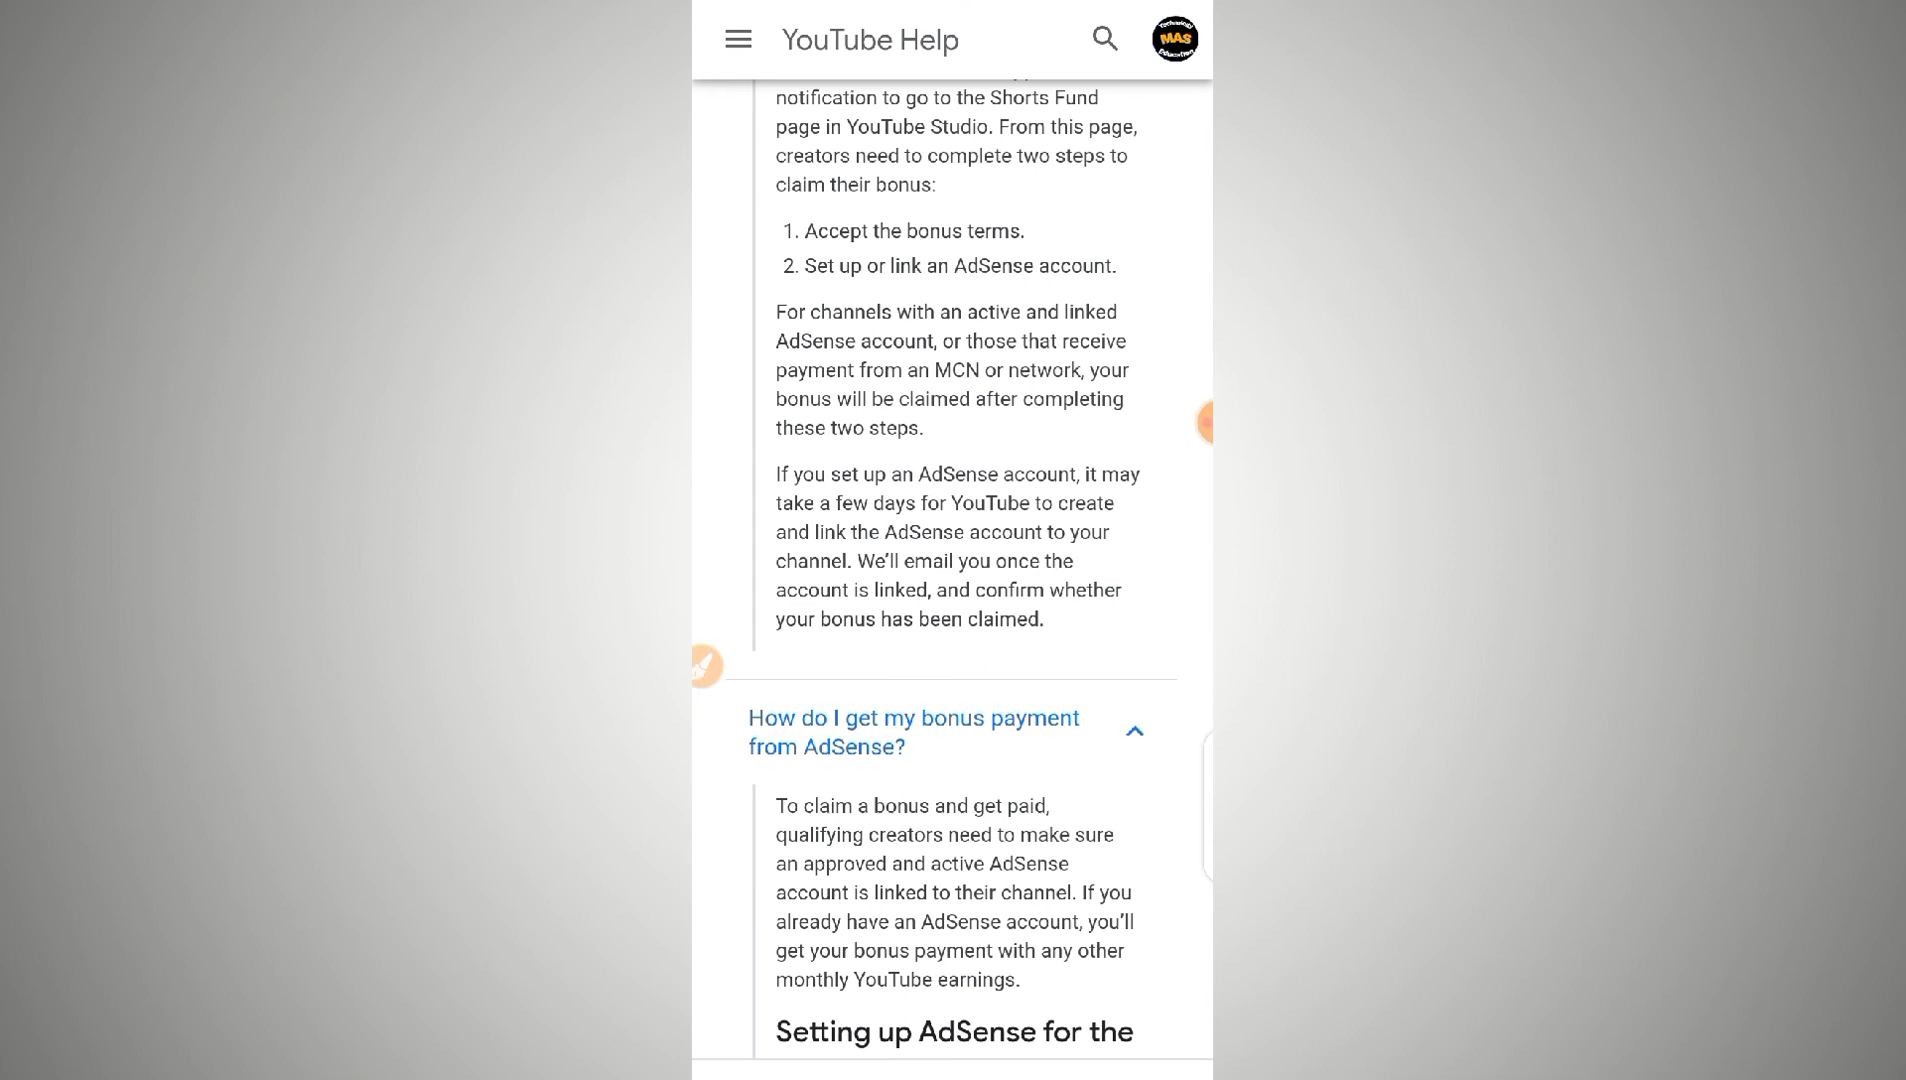 YouTube Help
Technical
MAS
Education
notification to go to the Shorts Fund
page in YouTube Studio. From this page,
creators need to complete two steps to
claim their bonus:
1. Accept the bonus terms.
2. Set up or link an AdSense account.
For channels with an active and linked
AdSense account, or those that receive
payment from an MCN or network, your
bonus will be claimed after completing
these two steps.
If you set up an AdSense account, it may
take a few days for YouTube to create
and link the AdSense account to your
channel. We’ll email you once the
account is linked, and confirm whether
your bonus has been claimed.
How do I get my bonus payment
from AdSense?
To claim a bonus and get paid,
qualifying creators need to make sure
an approved and active AdSense
account is linked to their channel. If you
already have an AdSense account, you’ll
get your bonus payment with any other
monthly YouTube earnings.
Setting up AdSense for the